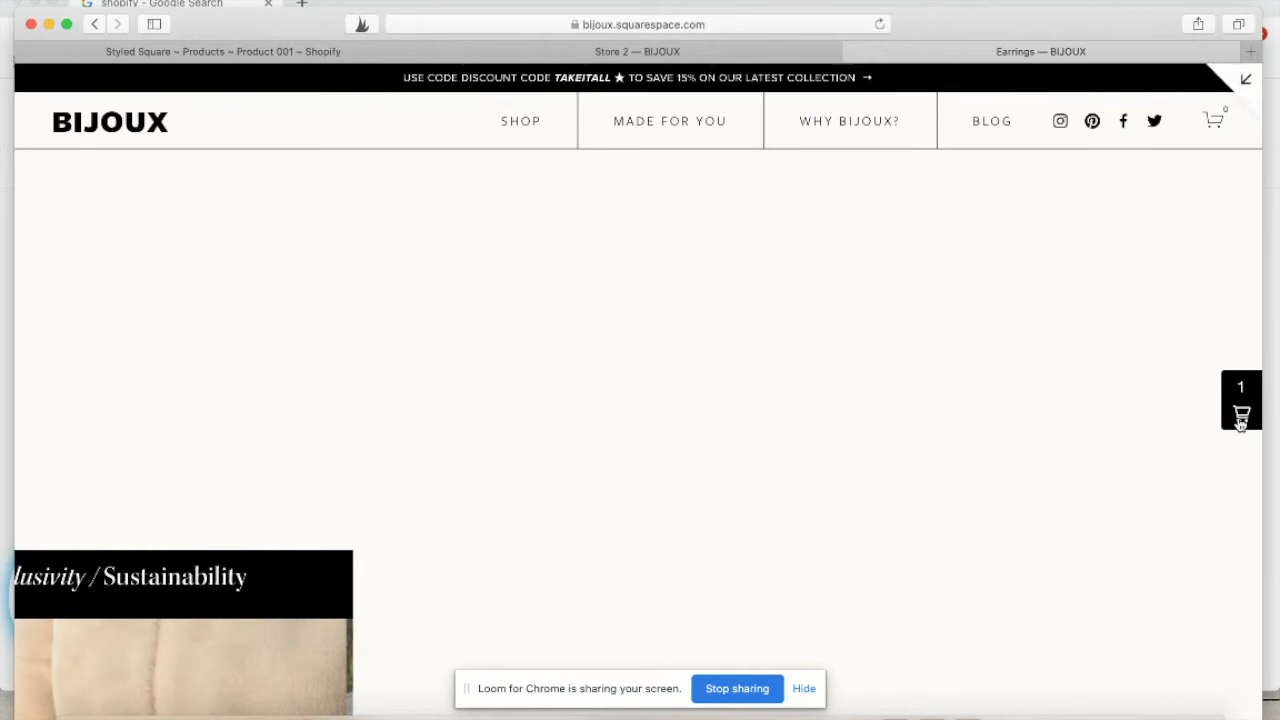 shopify - Google Search
bijoux.squarespace.com
Styled Square ~ Products ~ Product 001 ~ Shopify
Store 2 — BIJOUX
Earrings — BIJOUX
USE CODE DISCOUNT CODE TAKEITALL ★ TO SAVE 15% ON OUR LATEST COLLECTION →
BIJOUX
SHOP
MADE FOR YOU
WHY BIJOUX?
BLOG
0
1
lusivity / Sustainability
Loom for Chrome is sharing your screen.
Stop sharing
Hide